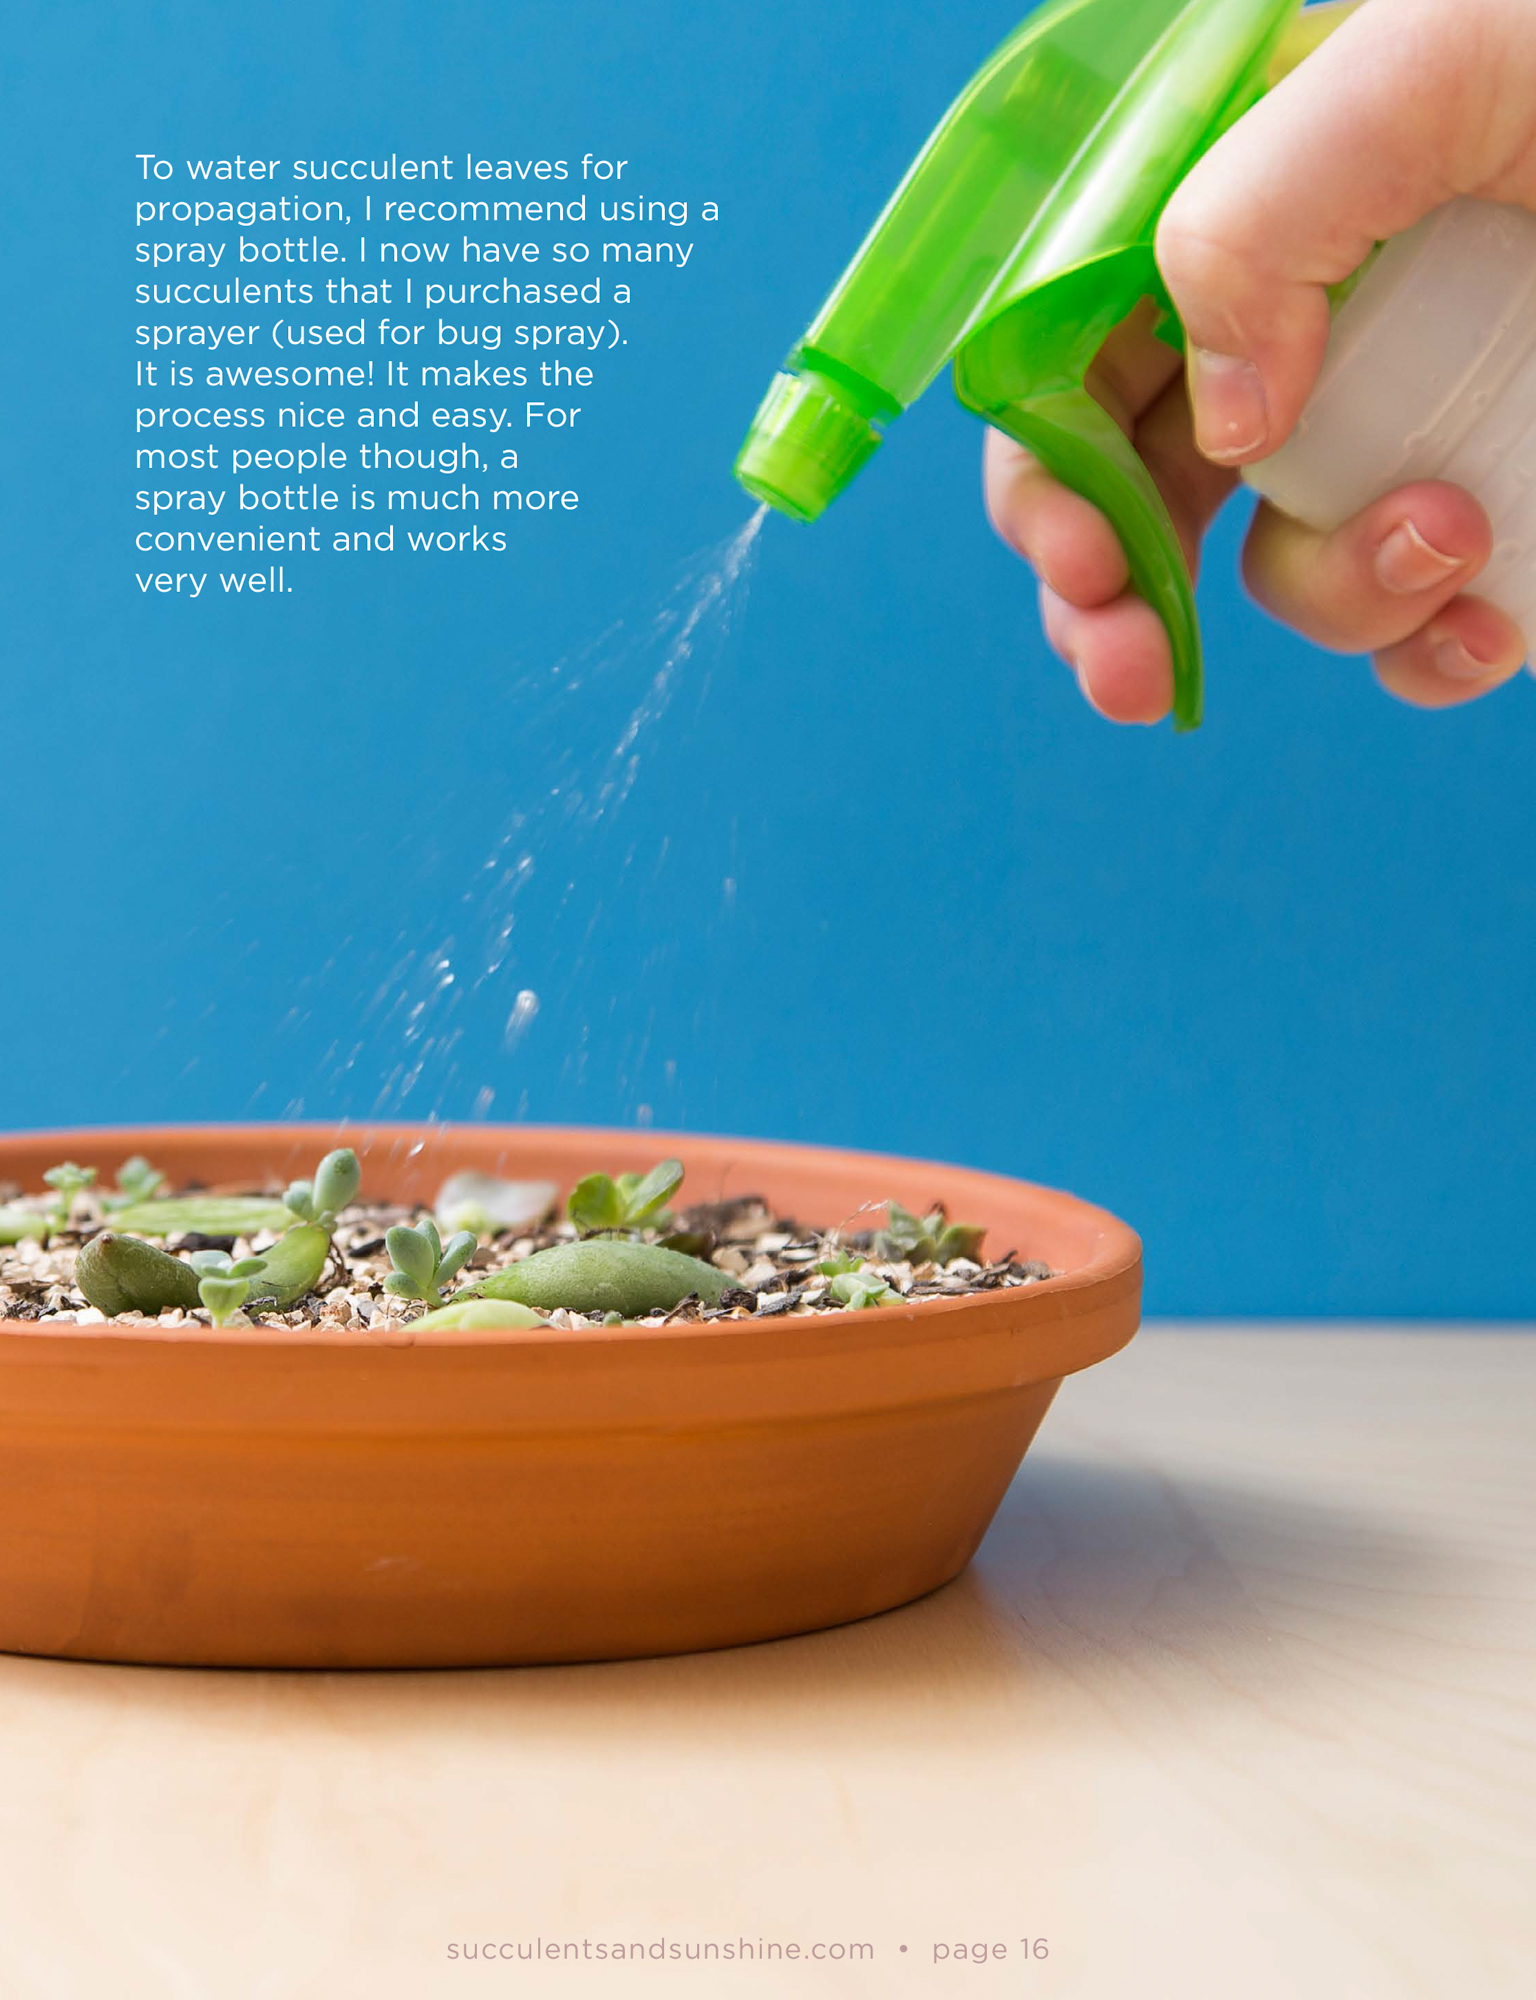 To water succulent leaves for
propagation, I recommend using a
spray bottle. I now have so many
succulents that I purchased a
sprayer (used for bug spray).
It is awesome! It makes the
process nice and easy. For
most people though, a
spray bottle is much more
convenient and works
very well.
succulentsandsunshine.com • page 16